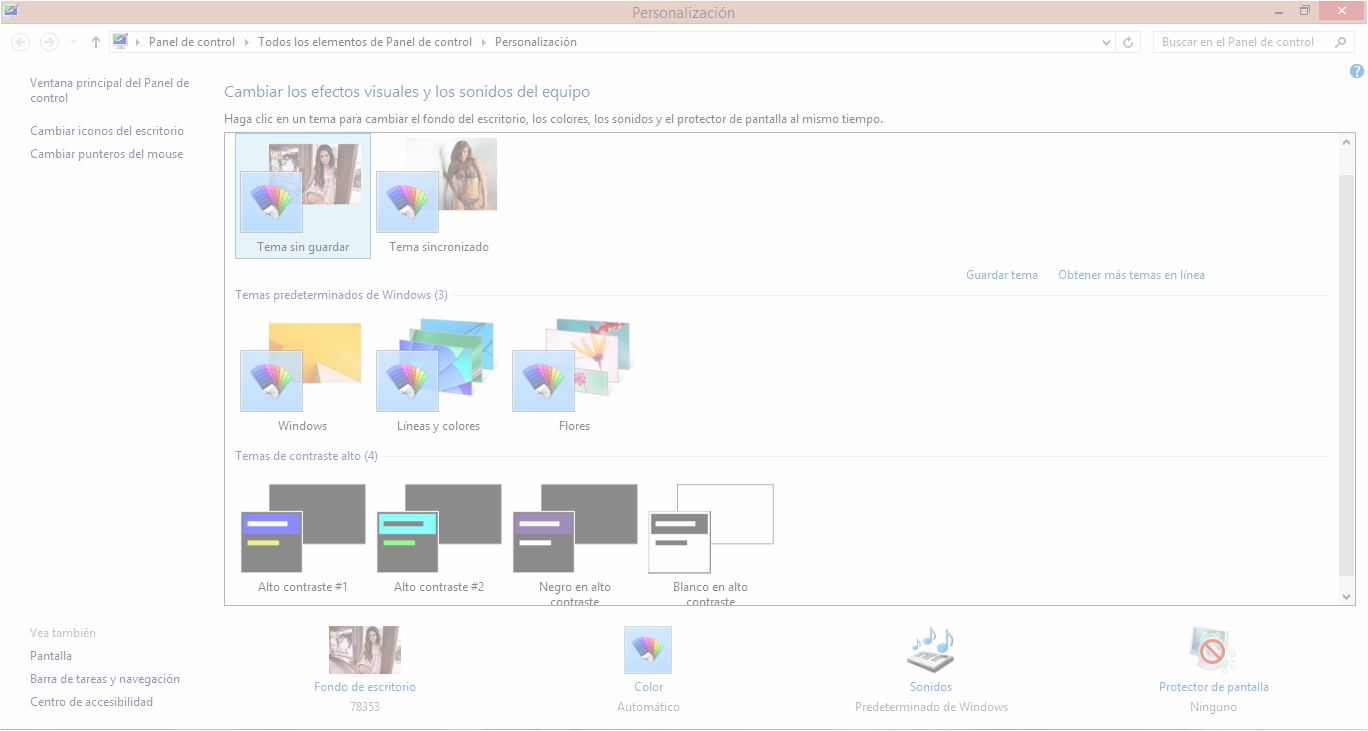 Personalización
Panel de control Todos los elementos de Panel de control Personalización
Buscar en el Panel de control
Ventana principal del Panel de
control
Cambiar iconos del escritorio
Cambiar punteros del mouse
Cambiar los efectos visuales y los sonidos del equipo
Haga clic en un tema para cambiar el fondo del escritorio, los colores, los sonidos y el protector de pantalla al mismo tiempo.
Tema sin guardar
Tema sincronizado
Guardar tema
Obtener más temas en línea
Temas predeterminados de Windows (3)
Windows
Líneas y colores
Flores
Temas de contraste alto (4)
Alto contraste #1
Alto contraste #2
Negro en alto
contraste
Blanco en alto
contraste
Vea también
Pantalla
Barra de tareas y navegación
Centro de accesibilidad
Fondo de escritorio
78353
Color
Automático
Sonidos
Predeterminado de Windows
Protector de pantalla
Ninguno